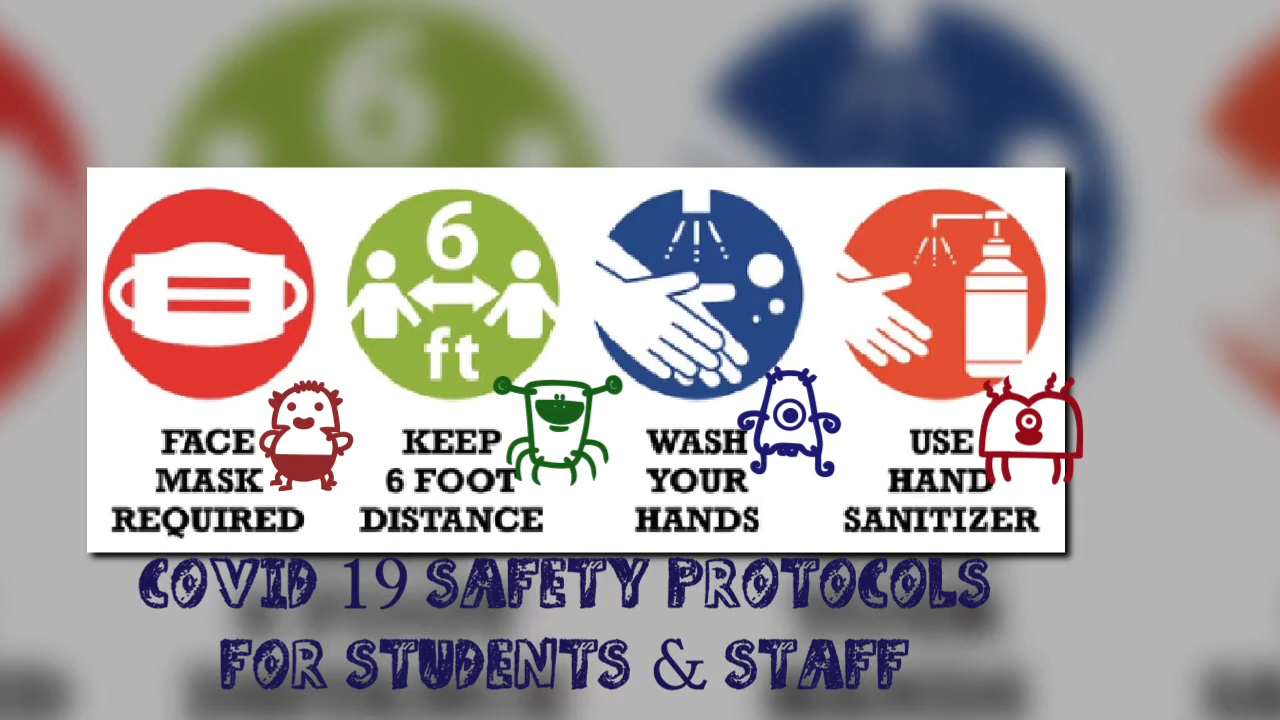 6
ft
FACE
MASK
REQUIRED
KEEP
6 FOOT
DISTANCE
WASH
YOUR
HANDS
USE
HAND
SANITIZER
COVID 19 SAFETY PROTOCOLS
FOR STUDENTS & STAFF